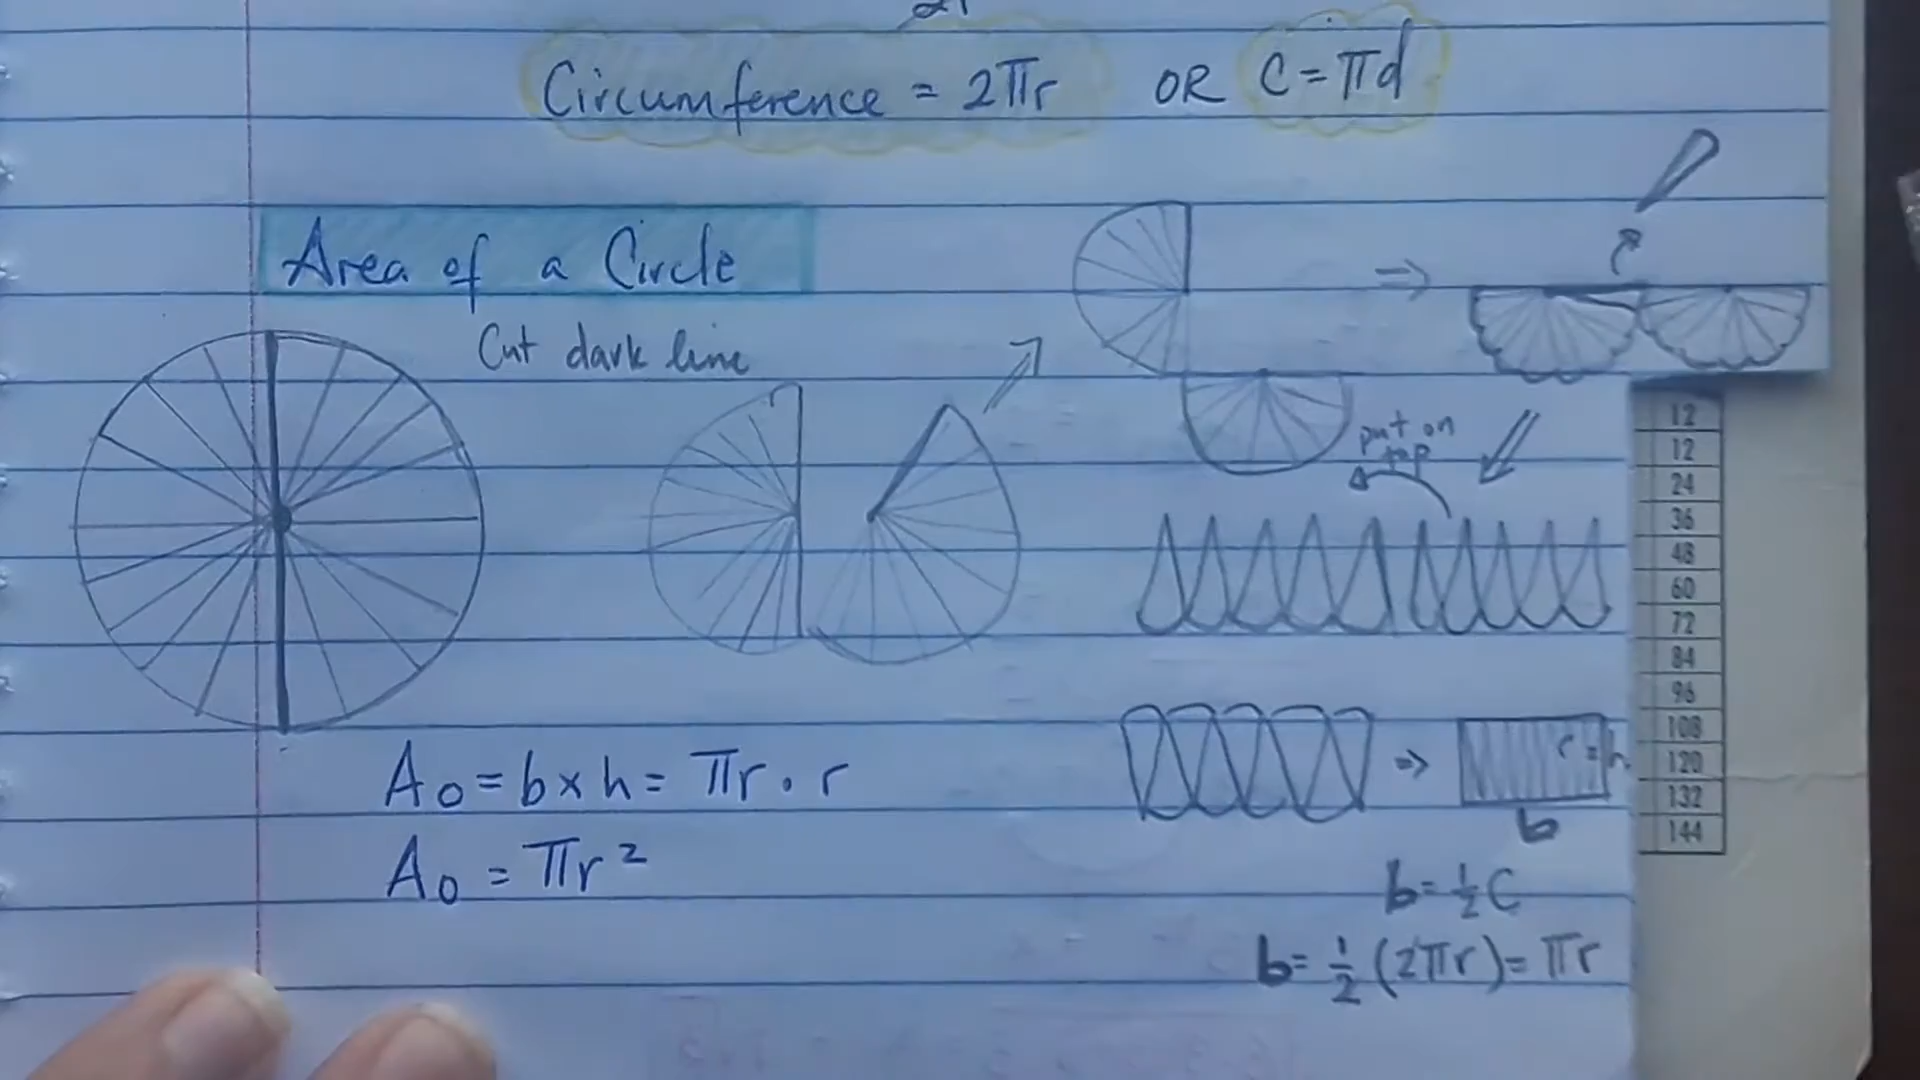 Circumference = 2πr OR C = πd
Area of a Circle
Cut dark line
put on
top
12
12
24
36
48
60
72
84
96
108
120
132
144
r = h
b
A○ = b x h = πr · r
A○ = πr²
b = ½ C
b = ½ (2πr) = πr